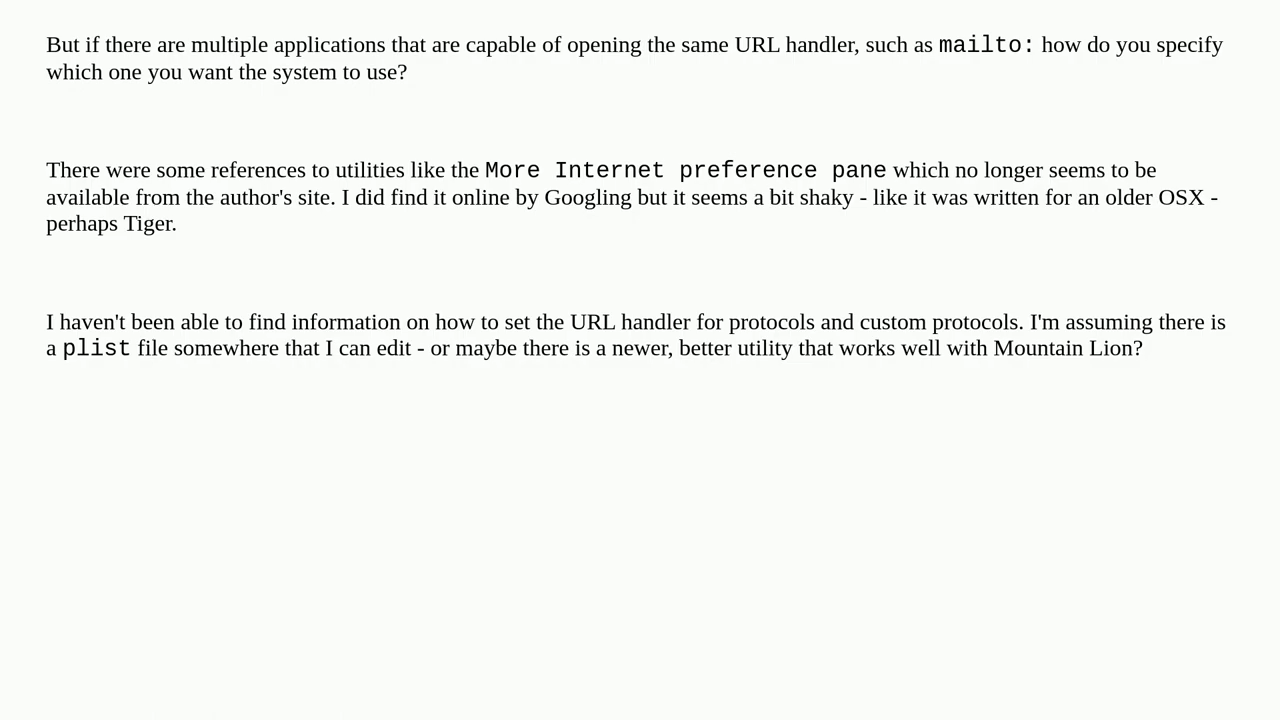 But if there are multiple applications that are capable of opening the same URL handler, such as mailto: how do you specify
which one you want the system to use?
There were some references to utilities like the More Internet preference pane which no longer seems to be
available from the author's site. I did find it online by Googling but it seems a bit shaky - like it was written for an older OSX -
perhaps Tiger.
I haven't been able to find information on how to set the URL handler for protocols and custom protocols. I'm assuming there is
a plist file somewhere that I can edit - or maybe there is a newer, better utility that works well with Mountain Lion?